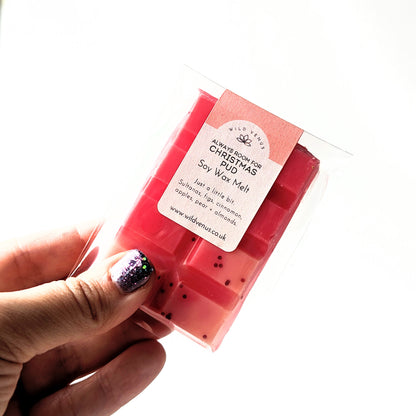 WILD VENUS
ALWAYS ROOM FOR
CHRISTMAS
PUD
Soy Wax Melt
Just a little bit
Sultanas, figs, cinnamon,
apples, pear + almonds
www.wildvenus.co.uk